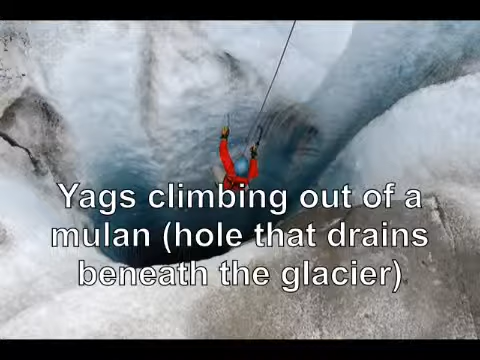 Yags climbing out of a
mulan (hole that drains
beneath the glacier)